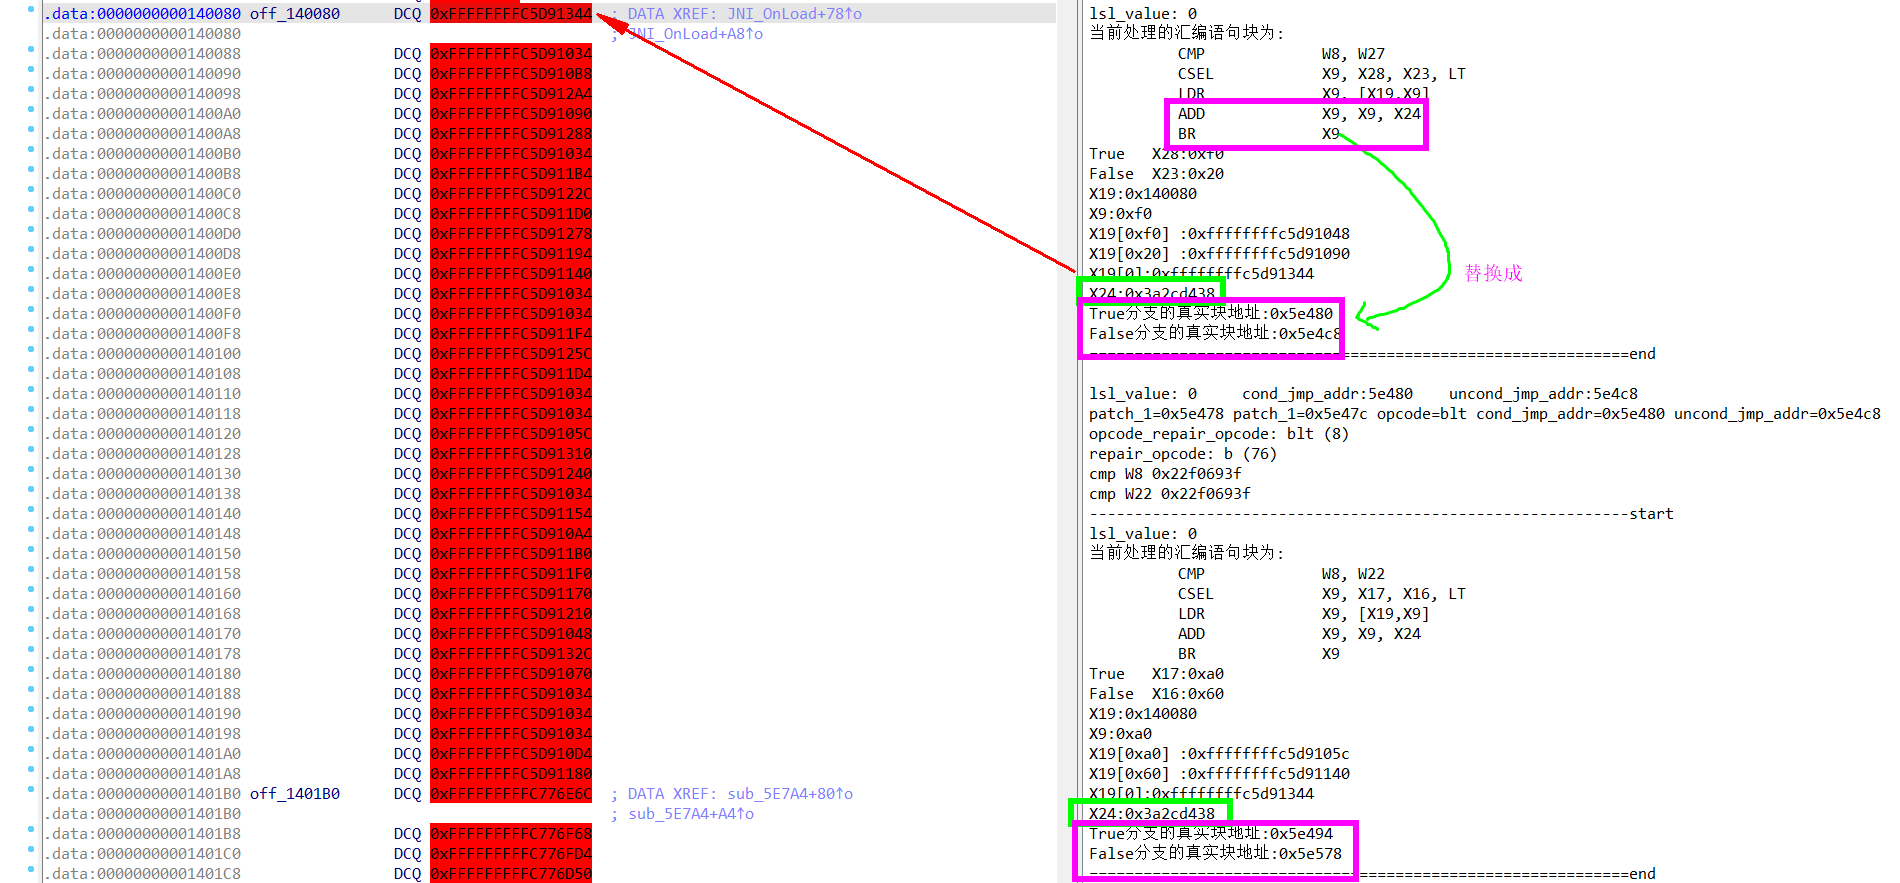 .data:0000000000140080 off_140080      DCQ 0xFFFFFFFFC5D91344  ; DATA XREF: JNI_OnLoad+78↑o
.data:0000000000140080                                         ; JNI_OnLoad+A8↑o
.data:0000000000140088                 DCQ 0xFFFFFFFFC5D91034
.data:0000000000140090                 DCQ 0xFFFFFFFFC5D910B8
.data:0000000000140098                 DCQ 0xFFFFFFFFC5D912A4
.data:00000000001400A0                 DCQ 0xFFFFFFFFC5D91090
.data:00000000001400A8                 DCQ 0xFFFFFFFFC5D91288
.data:00000000001400B0                 DCQ 0xFFFFFFFFC5D91034
.data:00000000001400B8                 DCQ 0xFFFFFFFFC5D911B4
.data:00000000001400C0                 DCQ 0xFFFFFFFFC5D9122C
.data:00000000001400C8                 DCQ 0xFFFFFFFFC5D911D0
.data:00000000001400D0                 DCQ 0xFFFFFFFFC5D91278
.data:00000000001400D8                 DCQ 0xFFFFFFFFC5D91194
.data:00000000001400E0                 DCQ 0xFFFFFFFFC5D91140
.data:00000000001400E8                 DCQ 0xFFFFFFFFC5D91034
.data:00000000001400F0                 DCQ 0xFFFFFFFFC5D91034
.data:00000000001400F8                 DCQ 0xFFFFFFFFC5D911F4
.data:0000000000140100                 DCQ 0xFFFFFFFFC5D9125C
.data:0000000000140108                 DCQ 0xFFFFFFFFC5D911D4
.data:0000000000140110                 DCQ 0xFFFFFFFFC5D91034
.data:0000000000140118                 DCQ 0xFFFFFFFFC5D91034
.data:0000000000140120                 DCQ 0xFFFFFFFFC5D9105C
.data:0000000000140128                 DCQ 0xFFFFFFFFC5D91310
.data:0000000000140130                 DCQ 0xFFFFFFFFC5D91240
.data:0000000000140138                 DCQ 0xFFFFFFFFC5D91034
.data:0000000000140140                 DCQ 0xFFFFFFFFC5D91154
.data:0000000000140148                 DCQ 0xFFFFFFFFC5D910A4
.data:0000000000140150                 DCQ 0xFFFFFFFFC5D911B0
.data:0000000000140158                 DCQ 0xFFFFFFFFC5D911F0
.data:0000000000140160                 DCQ 0xFFFFFFFFC5D91170
.data:0000000000140168                 DCQ 0xFFFFFFFFC5D91210
.data:0000000000140170                 DCQ 0xFFFFFFFFC5D91048
.data:0000000000140178                 DCQ 0xFFFFFFFFC5D9132C
.data:0000000000140180                 DCQ 0xFFFFFFFFC5D91070
.data:0000000000140188                 DCQ 0xFFFFFFFFC5D91034
.data:0000000000140190                 DCQ 0xFFFFFFFFC5D91034
.data:0000000000140198                 DCQ 0xFFFFFFFFC5D91034
.data:00000000001401A0                 DCQ 0xFFFFFFFFC5D910D4
.data:00000000001401A8                 DCQ 0xFFFFFFFFC5D91180
.data:00000000001401B0 off_1401B0      DCQ 0xFFFFFFFFC776E6C  ; DATA XREF: sub_5E7A4+80↑o
.data:00000000001401B0                                         ; sub_5E7A4+A4↑o
.data:00000000001401B8                 DCQ 0xFFFFFFFFC776F68
.data:00000000001401C0                 DCQ 0xFFFFFFFFC776FD4
.data:00000000001401C8                 DCQ 0xFFFFFFFFC776D50
lsl_value: 0
当前处理的汇编语句块为:
CMP W8, W27
CSEL X9, X28, X23, LT
LDR X9, [X19,X9]
ADD X9, X9, X24
BR X9
True X28:0xf0
False X23:0x20
X19:0x140080
X9:0xf0
X19[0xf0] :0xffffffffc5d91048
X19[0x20] :0xffffffffc5d91090
X19[0]:0xffffffffc5d91344
替换成
X24:0x3a2cd438
True分支的真实块地址:0x5e480
False分支的真实块地址:0x5e4c8
------------------------------------------------------------end
lsl_value: 0 cond_jmp_addr:5e480 uncond_jmp_addr:5e4c8
patch_1=0x5e478 patch_1=0x5e47c opcode=blt cond_jmp_addr=0x5e480 uncond_jmp_addr=0x5e4c8
opcode_repair_opcode: blt (8)
repair_opcode: b (76)
cmp W8 0x22f0693f
cmp W22 0x22f0693f
------------------------------------------------------------start
lsl_value: 0
当前处理的汇编语句块为:
CMP W8, W22
CSEL X9, X17, X16, LT
LDR X9, [X19,X9]
ADD X9, X9, X24
BR X9
True X17:0xa0
False X16:0x60
X19:0x140080
X9:0xa0
X19[0xa0] :0xffffffffc5d9105c
X19[0x60] :0xffffffffc5d91140
X19[0]:0xffffffffc5d91344
X24:0x3a2cd438
True分支的真实块地址:0x5e494
False分支的真实块地址:0x5e578
------------------------------------------------------------end